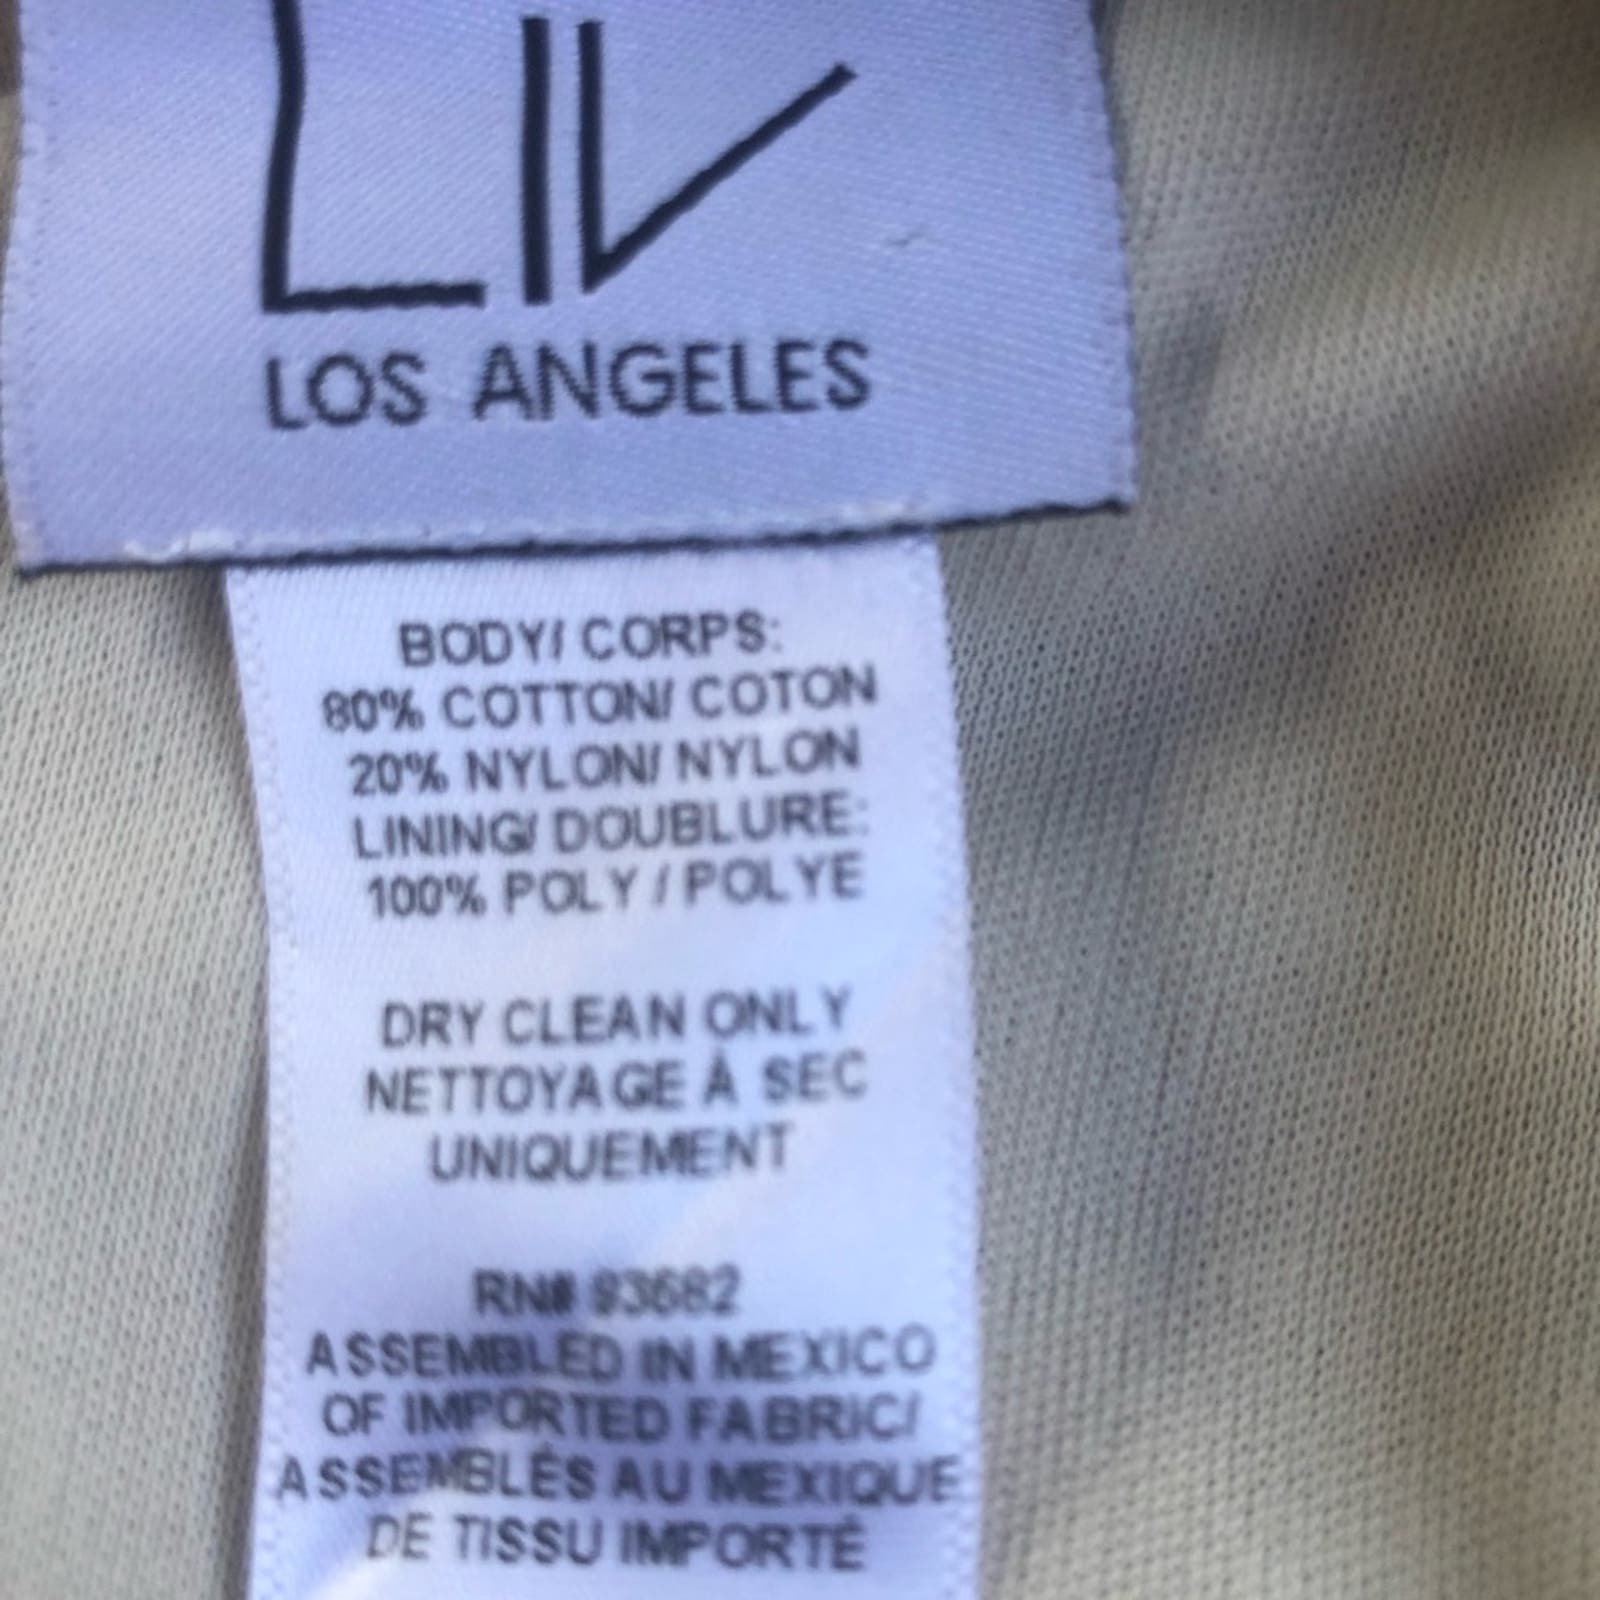 LIV
LOS ANGELES
BODY/ CORPS:
80% COTTON/ COTON
20% NYLON/ NYLON
LINING/ DOUBLURE:
100% POLY / POLYE
DRY CLEAN ONLY
NETTOYAGE À SEC
UNIQUEMENT
RN# 93682
ASSEMBLED IN MEXICO
OF IMPORTED FABRIC/
ASSEMBLÉS AU MEXIQUE
DE TISSU IMPORTÉ